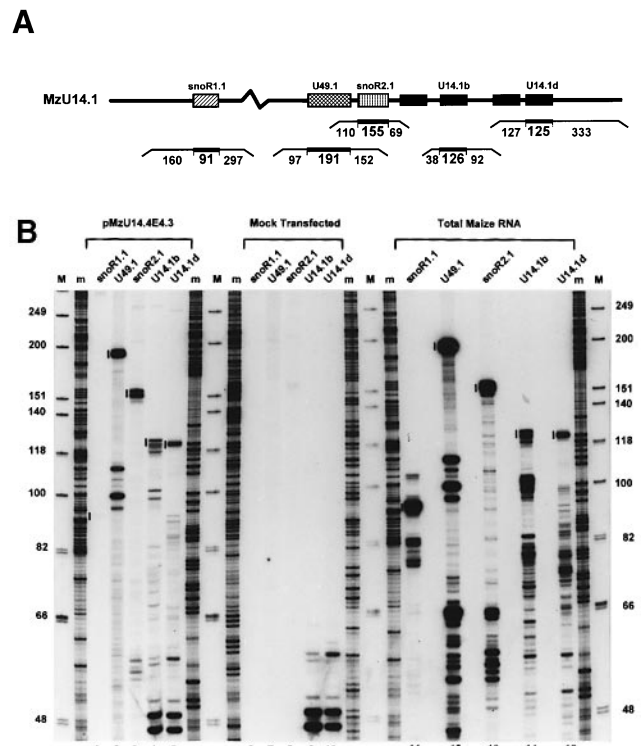 A
snoR1.1 U49.1 snoR2.1 U14.1b U14.1d
MzU14.1
110 155 69 127 125 333
160 91 297 97 191 152 38 126 92
B
pMzU14.4E4.3 Mock Transfected Total Maize RNA
M m snoR1.1 U49.1 snoR2.1 U14.1b U14.1d m M snoR1.1 U49.1 snoR2.1 U14.1b U14.1d m M m snoR1.1 U49.1 snoR2.1 U14.1b U14.1d m M
249 249
200 200
151 151
140 140
118 118
100 100
82 82
66 66
48 48